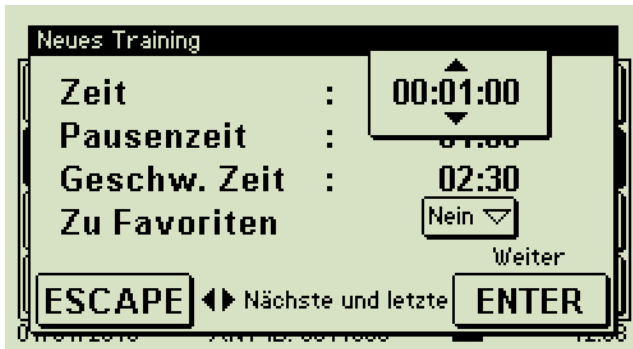 Neues Training
Zeit : 00:01:00
Pausenzeit :
Geschw. Zeit : 02:30
Zu Favoriten Nein
Weiter
ESCAPE Nächste und letzte ENTER